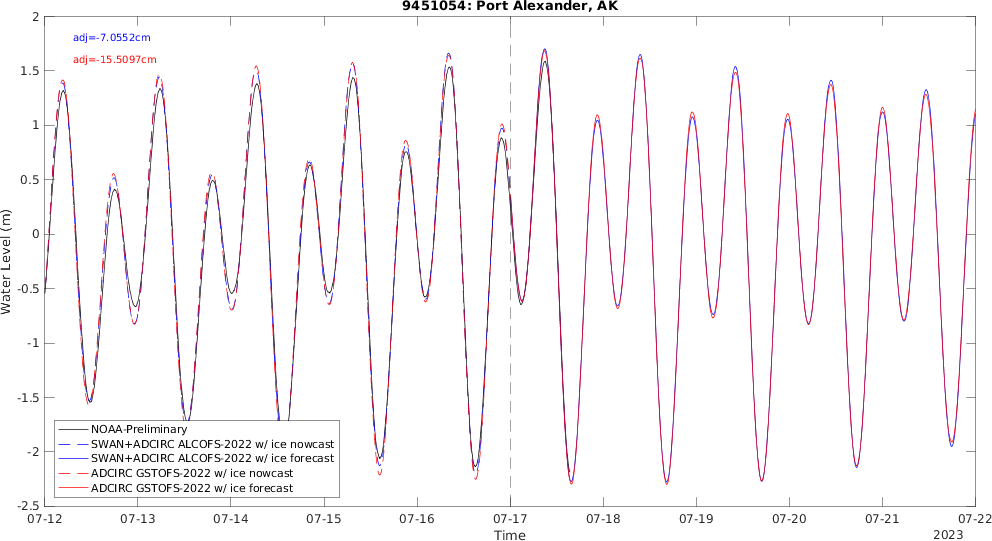 9451054: Port Alexander, AK
adj=-7.0552cm
adj=-15.5097cm
Water Level (m)
2
1.5
1
0.5
0
-0.5
-1
-1.5
-2
-2.5
NOAA-Preliminary
SWAN+ADCIRC ALCOFS-2022 w/ ice nowcast
SWAN+ADCIRC ALCOFS-2022 w/ ice forecast
ADCIRC GSTOFS-2022 w/ ice nowcast
ADCIRC GSTOFS-2022 w/ ice forecast
07-12 07-13 07-14 07-15 07-16 07-17 07-18 07-19 07-20 07-21 07-22
Time
2023